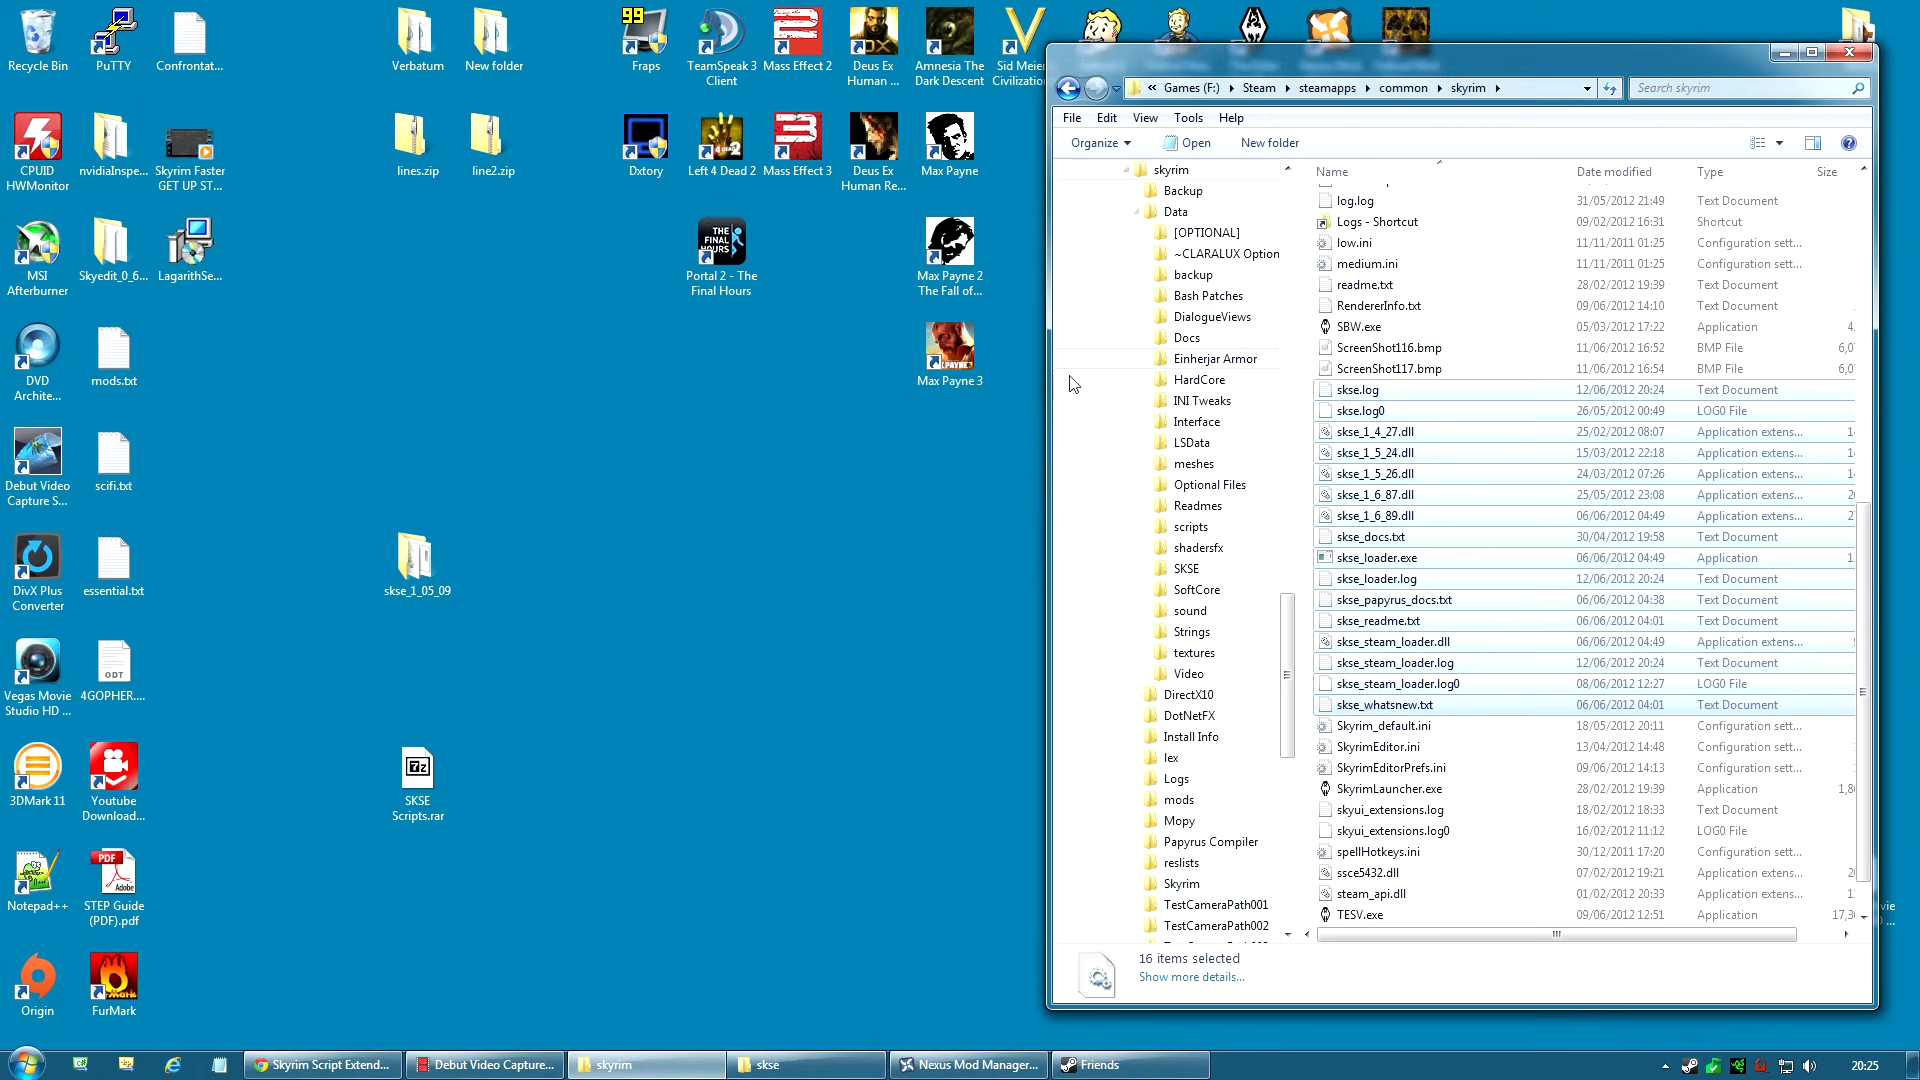 Recycle Bin
PuTTY
Confrontat...
Verbatum
New folder
99
Fraps
TeamSpeak 3
Client
Mass Effect 2
Deus Ex
Human ...
Amnesia The
Dark Descent
Sid Meier
Civilizatio
CPUID
HWMonitor
nvidiaInspe...
Skyrim Faster
GET UP ST...
lines.zip
line2.zip
Dxtory
Left 4 Dead 2
Mass Effect 3
Deus Ex
Human Re...
Max Payne
MSI
Afterburner
Skyedit_0_6...
LagarithSe...
THE
FINAL
HOURS
Portal 2 - The
Final Hours
Max Payne 2
The Fall of...
DVD
Archite...
mods.txt
Max Payne 3
Debut Video
Capture S...
scifi.txt
DivX Plus
Converter
essential.txt
skse_1_05_09
Vegas Movie
Studio HD ...
ODT
4GOPHER....
3DMark 11
Youtube
Download...
7z
SKSE
Scripts.rar
Notepad++
PDF
Adobe
STEP Guide
(PDF).pdf
Origin
FurMark
« Games (F:) Steam steamapps common skyrim
Search skyrim
File Edit View Tools Help
Organize Open New folder
skyrim
Backup
Data
[OPTIONAL]
~CLARALUX Option
backup
Bash Patches
DialogueViews
Docs
Einherjar Armor
HardCore
INI Tweaks
Interface
LSData
meshes
Optional Files
Readmes
scripts
shadersfx
SKSE
SoftCore
sound
Strings
textures
Video
DirectX10
DotNetFX
Install Info
lex
Logs
mods
Mopy
Papyrus Compiler
reslists
Skyrim
TestCameraPath001
TestCameraPath002
Name Date modified Type Size
log.log 31/05/2012 21:49 Text Document
Logs - Shortcut 09/02/2012 16:31 Shortcut
low.ini 11/11/2011 01:25 Configuration sett...
medium.ini 11/11/2011 01:25 Configuration sett...
readme.txt 28/02/2012 19:39 Text Document
RendererInfo.txt 09/06/2012 14:10 Text Document
SBW.exe 05/03/2012 17:22 Application 4
ScreenShot116.bmp 11/06/2012 16:52 BMP File 6,0
ScreenShot117.bmp 11/06/2012 16:54 BMP File 6,0
skse.log 12/06/2012 20:24 Text Document
skse.log0 26/05/2012 00:49 LOG0 File
skse_1_4_27.dll 25/02/2012 08:07 Application extens... 1
skse_1_5_24.dll 15/03/2012 22:18 Application extens... 1
skse_1_5_26.dll 24/03/2012 07:26 Application extens... 1
skse_1_6_87.dll 25/05/2012 23:08 Application extens... 2
skse_1_6_89.dll 06/06/2012 04:49 Application extens... 2
skse_docs.txt 30/04/2012 19:58 Text Document
skse_loader.exe 06/06/2012 04:49 Application 1
skse_loader.log 12/06/2012 20:24 Text Document
skse_papyrus_docs.txt 06/06/2012 04:38 Text Document
skse_readme.txt 06/06/2012 04:01 Text Document
skse_steam_loader.dll 06/06/2012 04:49 Application extens...
skse_steam_loader.log 12/06/2012 20:24 Text Document
skse_steam_loader.log0 08/06/2012 12:27 LOG0 File
skse_whatsnew.txt 06/06/2012 04:01 Text Document
Skyrim_default.ini 18/05/2012 20:11 Configuration sett...
SkyrimEditor.ini 13/04/2012 14:48 Configuration sett...
SkyrimEditorPrefs.ini 09/06/2012 14:13 Configuration sett...
SkyrimLauncher.exe 28/02/2012 19:39 Application 1,8
skyui_extensions.log 18/02/2012 18:33 Text Document
skyui_extensions.log0 16/02/2012 11:12 LOG0 File
spellHotkeys.ini 30/12/2011 17:20 Configuration sett...
ssce5432.dll 07/02/2012 19:21 Application extens... 2
steam_api.dll 01/02/2012 20:33 Application extens... 1
TESV.exe 09/06/2012 12:51 Application 17,3
16 items selected
Show more details...
Skyrim Script Extend...
Debut Video Capture...
skyrim
skse
Nexus Mod Manager...
Friends
20:25